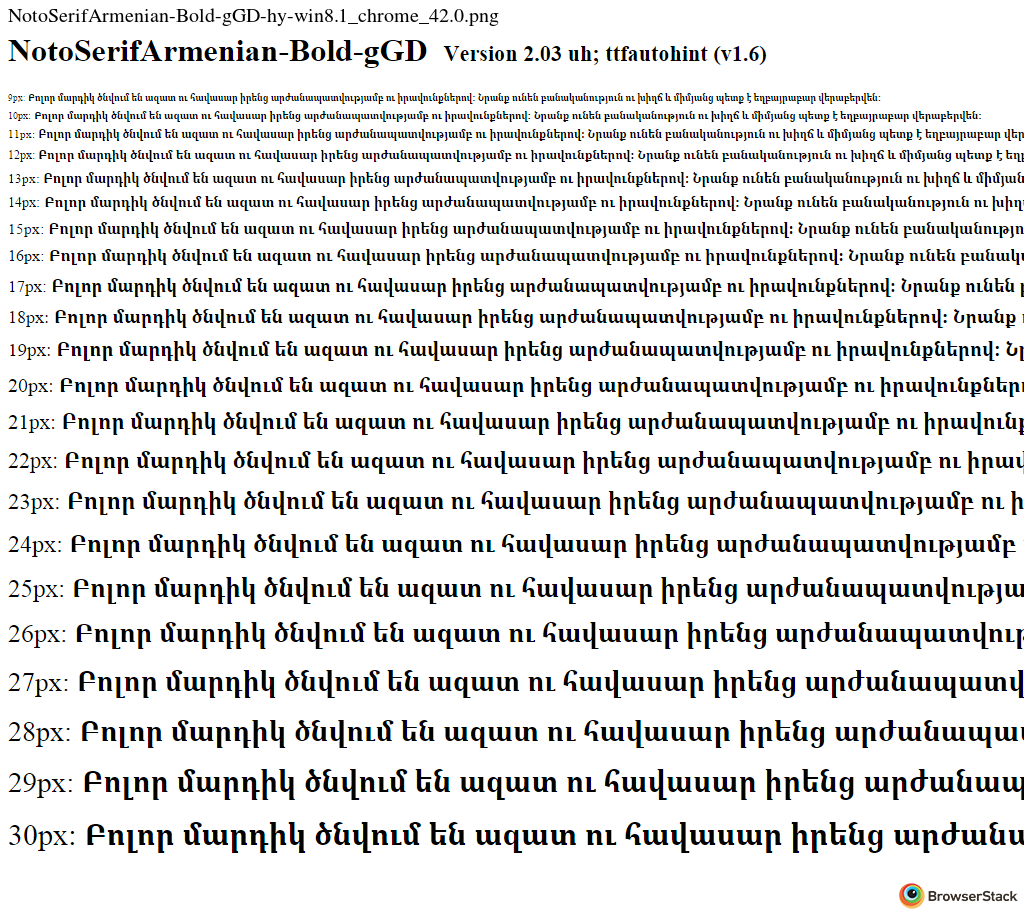 NotoSerifArmenian-Bold-gGD-hy-win8.1_chrome_42.0.png
NotoSerifArmenian-Bold-gGD Version 2.03 uh; ttfautohint (v1.6)
9px: Բոլոր մարդիկ ծնվում են ազատ ու հավասար իրենց արժանապատվությամբ ու իրավունքներով։ Նրանք ունեն բանականություն ու խիղճ և միմյանց պետք է եղբայրաբար վերաբերվեն։
10px: Բոլոր մարդիկ ծնվում են ազատ ու հավասար իրենց արժանապատվությամբ ու իրավունքներով։ Նրանք ունեն բանականություն ու խիղճ և միմյանց պետք է եղբայրաբար վերաբերվեն։
11px: Բոլոր մարդիկ ծնվում են ազատ ու հավասար իրենց արժանապատվությամբ ու իրավունքներով։ Նրանք ունեն բանականություն ու խիղճ և միմյանց պետք է եղբայրաբար վեր
12px: Բոլոր մարդիկ ծնվում են ազատ ու հավասար իրենց արժանապատվությամբ ու իրավունքներով։ Նրանք ունեն բանականություն ու խիղճ և միմյանց պետք է եղբ
13px: Բոլոր մարդիկ ծնվում են ազատ ու հավասար իրենց արժանապատվությամբ ու իրավունքներով։ Նրանք ունեն բանականություն ու խիղճ և միմյան
14px: Բոլոր մարդիկ ծնվում են ազատ ու հավասար իրենց արժանապատվությամբ ու իրավունքներով։ Նրանք ունեն բանականություն ու խիղ
15px: Բոլոր մարդիկ ծնվում են ազատ ու հավասար իրենց արժանապատվությամբ ու իրավունքներով։ Նրանք ունեն բանականությո
16px: Բոլոր մարդիկ ծնվում են ազատ ու հավասար իրենց արժանապատվությամբ ու իրավունքներով։ Նրանք ունեն բանակ
17px: Բոլոր մարդիկ ծնվում են ազատ ու հավասար իրենց արժանապատվությամբ ու իրավունքներով։ Նրանք ունեն
18px: Բոլոր մարդիկ ծնվում են ազատ ու հավասար իրենց արժանապատվությամբ ու իրավունքներով։ Նրանք
19px: Բոլոր մարդիկ ծնվում են ազատ ու հավասար իրենց արժանապատվությամբ ու իրավունքներով։ Նր
20px: Բոլոր մարդիկ ծնվում են ազատ ու հավասար իրենց արժանապատվությամբ ու իրավունքներ
21px: Բոլոր մարդիկ ծնվում են ազատ ու հավասար իրենց արժանապատվությամբ ու իրավունք
22px: Բոլոր մարդիկ ծնվում են ազատ ու հավասար իրենց արժանապատվությամբ ու իրավ
23px: Բոլոր մարդիկ ծնվում են ազատ ու հավասար իրենց արժանապատվությամբ ու ի
24px: Բոլոր մարդիկ ծնվում են ազատ ու հավասար իրենց արժանապատվությամբ
25px: Բոլոր մարդիկ ծնվում են ազատ ու հավասար իրենց արժանապատվությա
26px: Բոլոր մարդիկ ծնվում են ազատ ու հավասար իրենց արժանապատվութ
27px: Բոլոր մարդիկ ծնվում են ազատ ու հավասար իրենց արժանապատվ
28px: Բոլոր մարդիկ ծնվում են ազատ ու հավասար իրենց արժանապատ
29px: Բոլոր մարդիկ ծնվում են ազատ ու հավասար իրենց արժանապ
30px: Բոլոր մարդիկ ծնվում են ազատ ու հավասար իրենց արժանա
BrowserStack